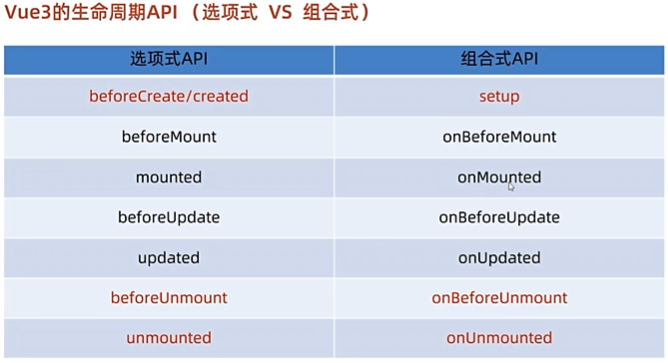 Vue3的生命周期API （选项式 VS 组合式）
选项式API 组合式API
beforeCreate/created setup
beforeMount onBeforeMount
mounted onMounted
beforeUpdate onBeforeUpdate
updated onUpdated
beforeUnmount onBeforeUnmount
unmounted onUnmounted